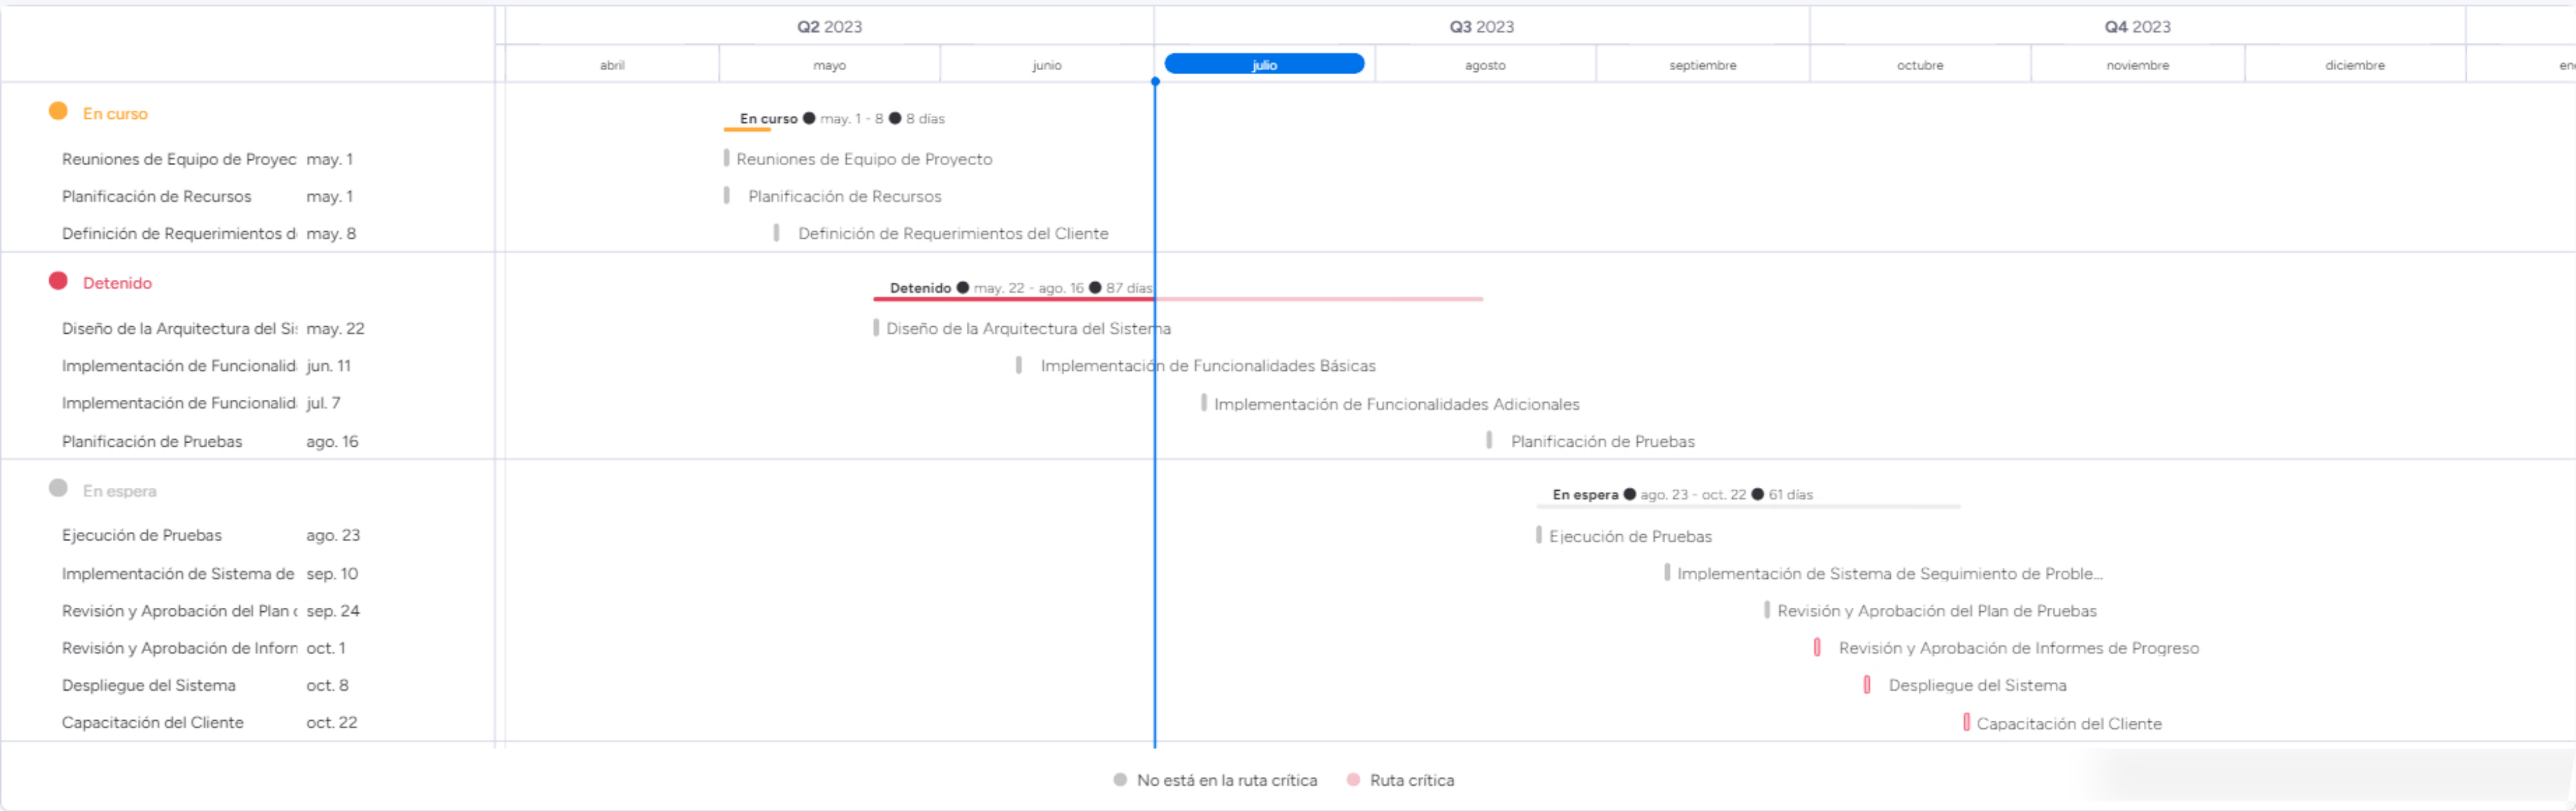 Q2 2023 Q3 2023 Q4 2023
abril mayo junio julio agosto septiembre octubre noviembre diciembre
En curso
En curso ● may. 1 - 8 ● 8 días
Reuniones de Equipo de Proyec may. 1 Reuniones de Equipo de Proyecto
Planificación de Recursos may. 1 Planificación de Recursos
Definición de Requerimientos d may. 8 Definición de Requerimientos del Cliente
Detenido
Detenido ● may. 22 - ago. 16 ● 87 días
Diseño de la Arquitectura del Si may. 22 Diseño de la Arquitectura del Sistema
Implementación de Funcionalid jun. 11 Implementación de Funcionalidades Básicas
Implementación de Funcionalid jul. 7 Implementación de Funcionalidades Adicionales
Planificación de Pruebas ago. 16 Planificación de Pruebas
En espera
En espera ● ago. 23 - oct. 22 ● 61 días
Ejecución de Pruebas ago. 23 Ejecución de Pruebas
Implementación de Sistema de sep. 10 Implementación de Sistema de Seguimiento de Proble...
Revisión y Aprobación del Plan sep. 24 Revisión y Aprobación del Plan de Pruebas
Revisión y Aprobación de Inforn oct. 1 Revisión y Aprobación de Informes de Progreso
Despliegue del Sistema oct. 8 Despliegue del Sistema
Capacitación del Cliente oct. 22 Capacitación del Cliente
No está en la ruta crítica Ruta crítica